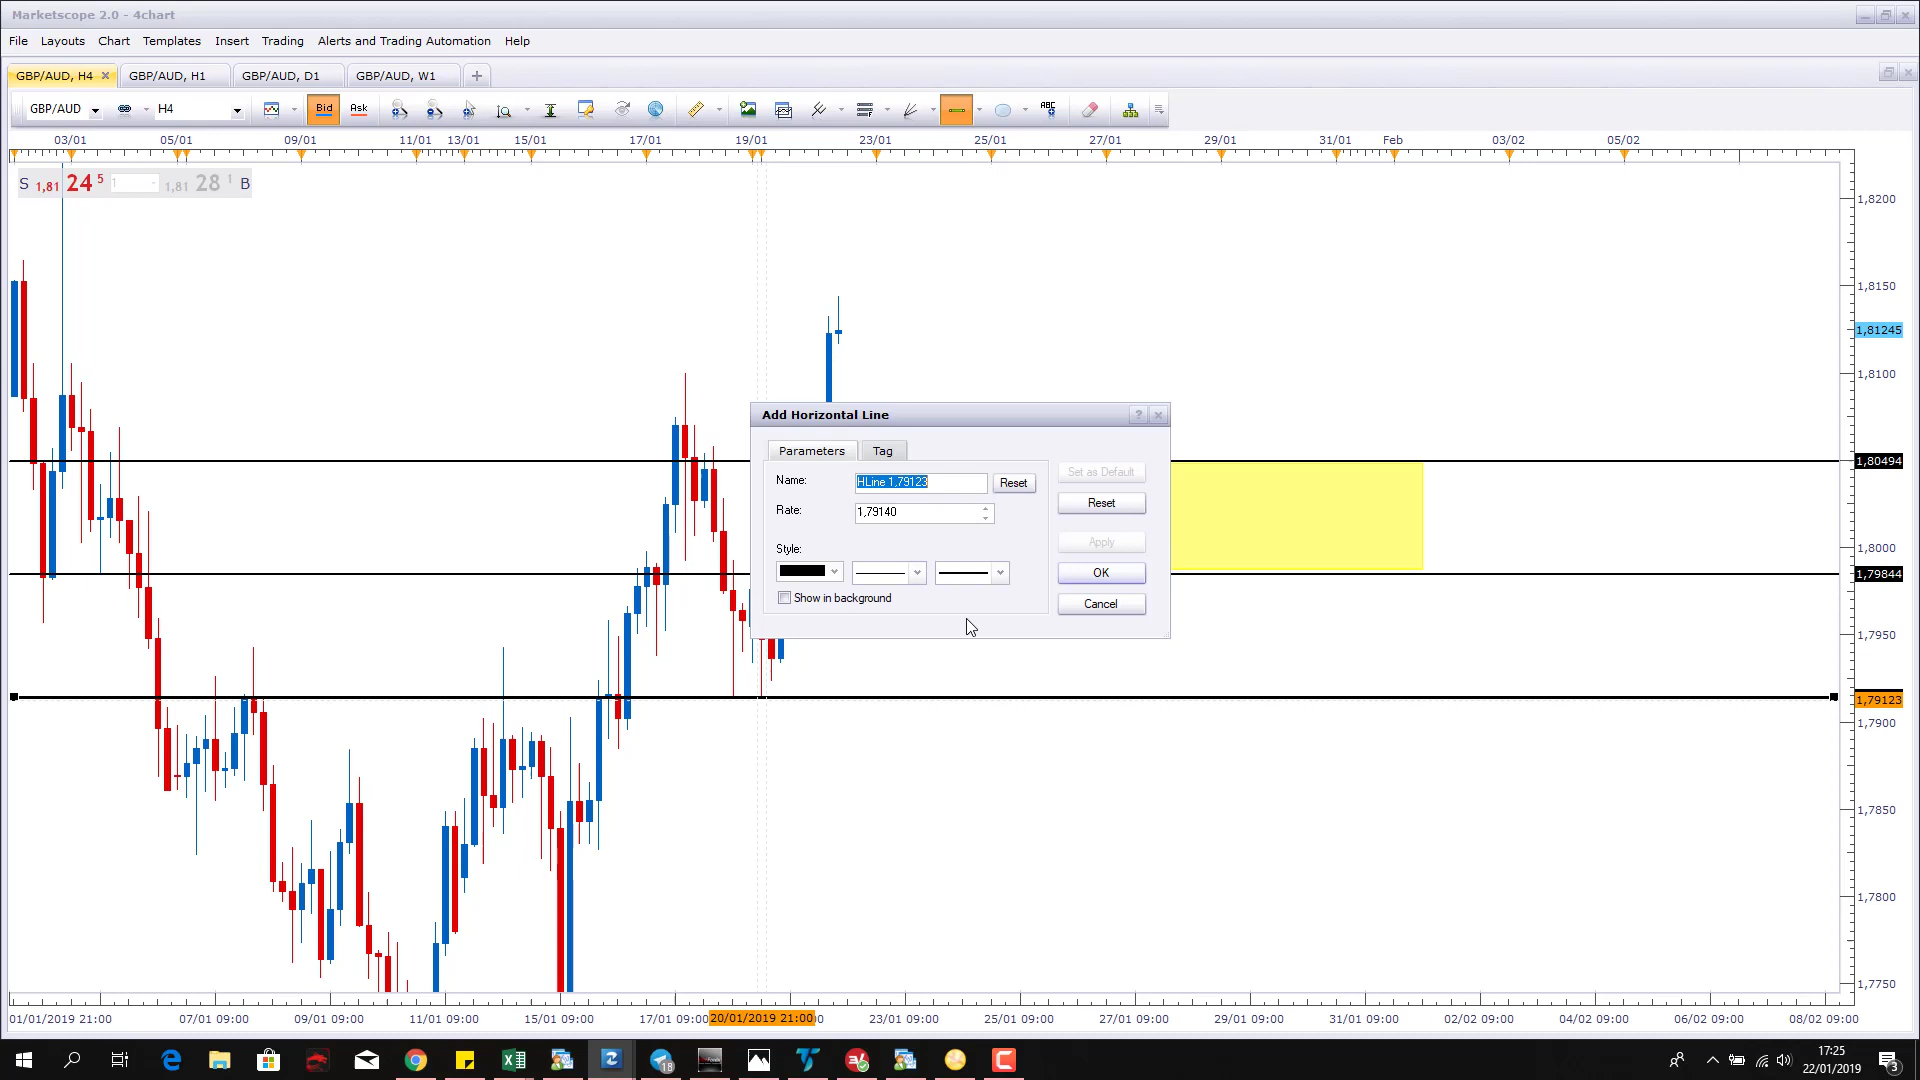 Marketscope 2.0 - 4chart
File Layouts Chart Templates Insert Trading Alerts and Trading Automation Help
GBP/AUD, H4 GBP/AUD, H1 GBP/AUD, D1 GBP/AUD, W1
GBP/AUD H4 Bid Ask ABC
03/01 05/01 09/01 11/01 13/01 15/01 17/01 19/01 23/01 25/01 27/01 29/01 31/01 Feb 03/02 05/02
S 1,81 24 5 1 1,81 28 1 B
1,8200
1,8150
1,81245
1,8100
Add Horizontal Line
Parameters Tag
1,80494
Set as Default
Name: HLine 1,79123 Reset
Reset
Rate: 1,79140
Apply
1,8000
Style:
OK
1,79844
Show in background
Cancel
1,7950
1,79123
1,7900
1,7850
1,7800
1,7750
01/01/2019 21:00 07/01 09:00 09/01 09:00 11/01 09:00 15/01 09:00 17/01 09:00 20/01/2019 21:00 23/01 09:00 25/01 09:00 27/01 09:00 29/01 09:00 31/01 09:00 02/02 09:00 04/02 09:00 06/02 09:00 08/02 09:00
18
17:25
22/01/2019
3